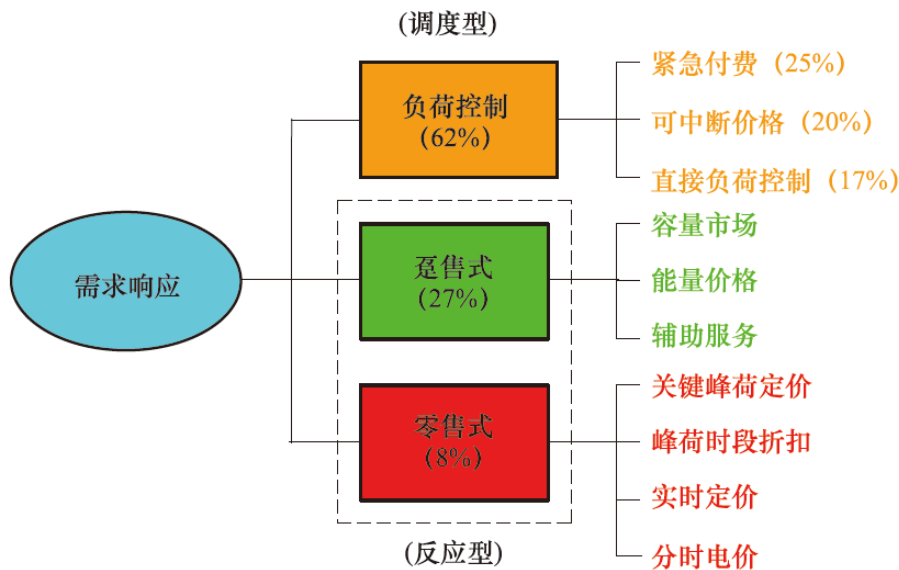 (调度型)
负荷控制
(62%)
紧急付费（25%）
可中断价格（20%）
直接负荷控制（17%）
需求响应
趸售式
(27%)
容量市场
能量价格
辅助服务
零售式
(8%)
关键峰荷定价
峰荷时段折扣
实时定价
分时电价
(反应型)